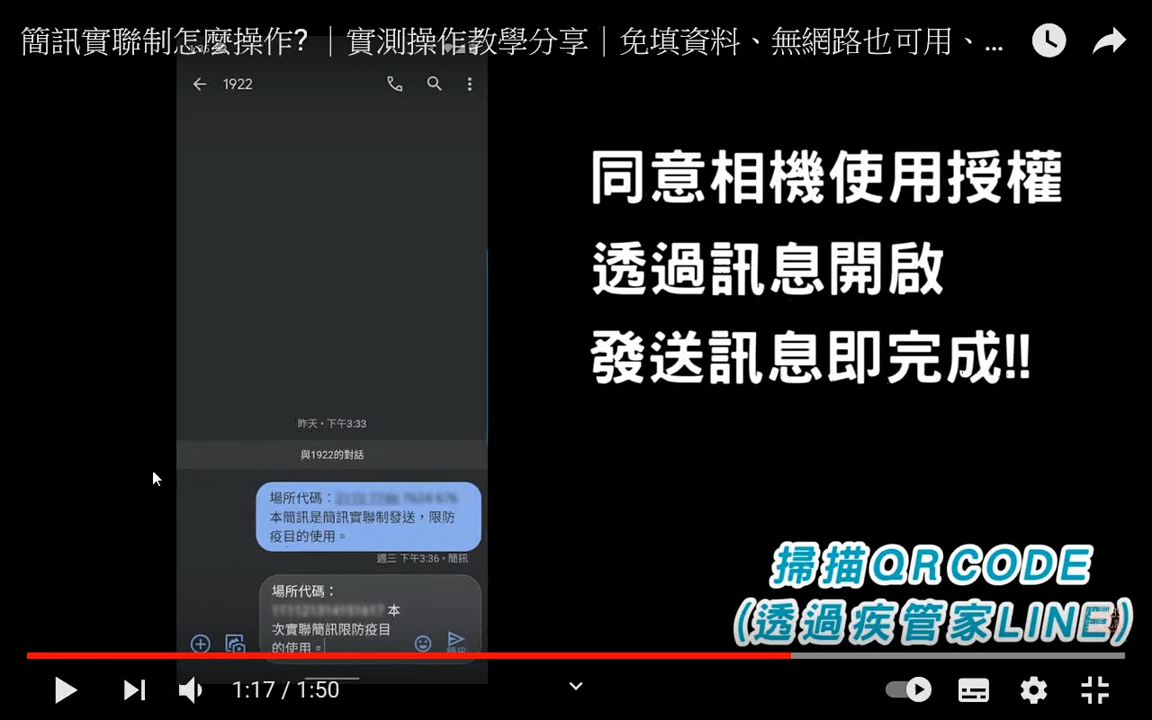 簡訊實聯制怎麼操作?｜實測操作教學分享｜免填資料、無網路也可用、...
1922
同意相機使用授權
透過訊息開啟
發送訊息即完成!!
昨天・下午3:33
與1922的對話
場所代碼：
本簡訊是簡訊實聯制發送，限防
疫目的使用。
週三 下午3:36・簡訊
場所代碼：
本
次實聯簡訊限防疫目
的使用。
簡訊
掃描QRCODE
(透過疾管家LINE)
1:17 / 1:50